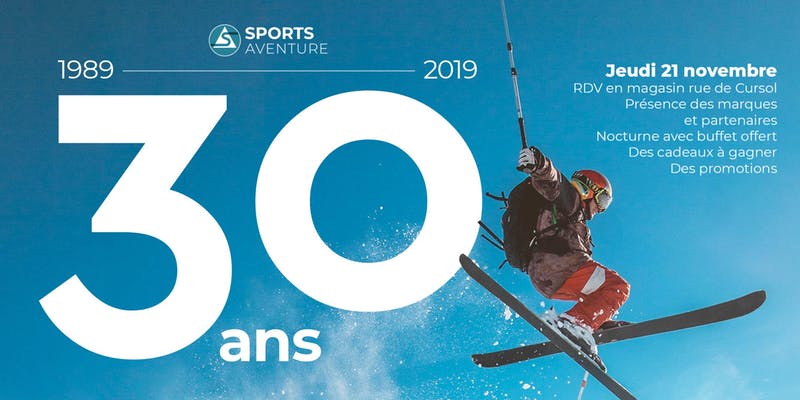 SPORTS
AVENTURE
1989 2019
30
ans
Jeudi 21 novembre
RDV en magasin rue de Cursol
Présence des marques
et partenaires
Nocturne avec buffet offert
Des cadeaux à gagner
Des promotions